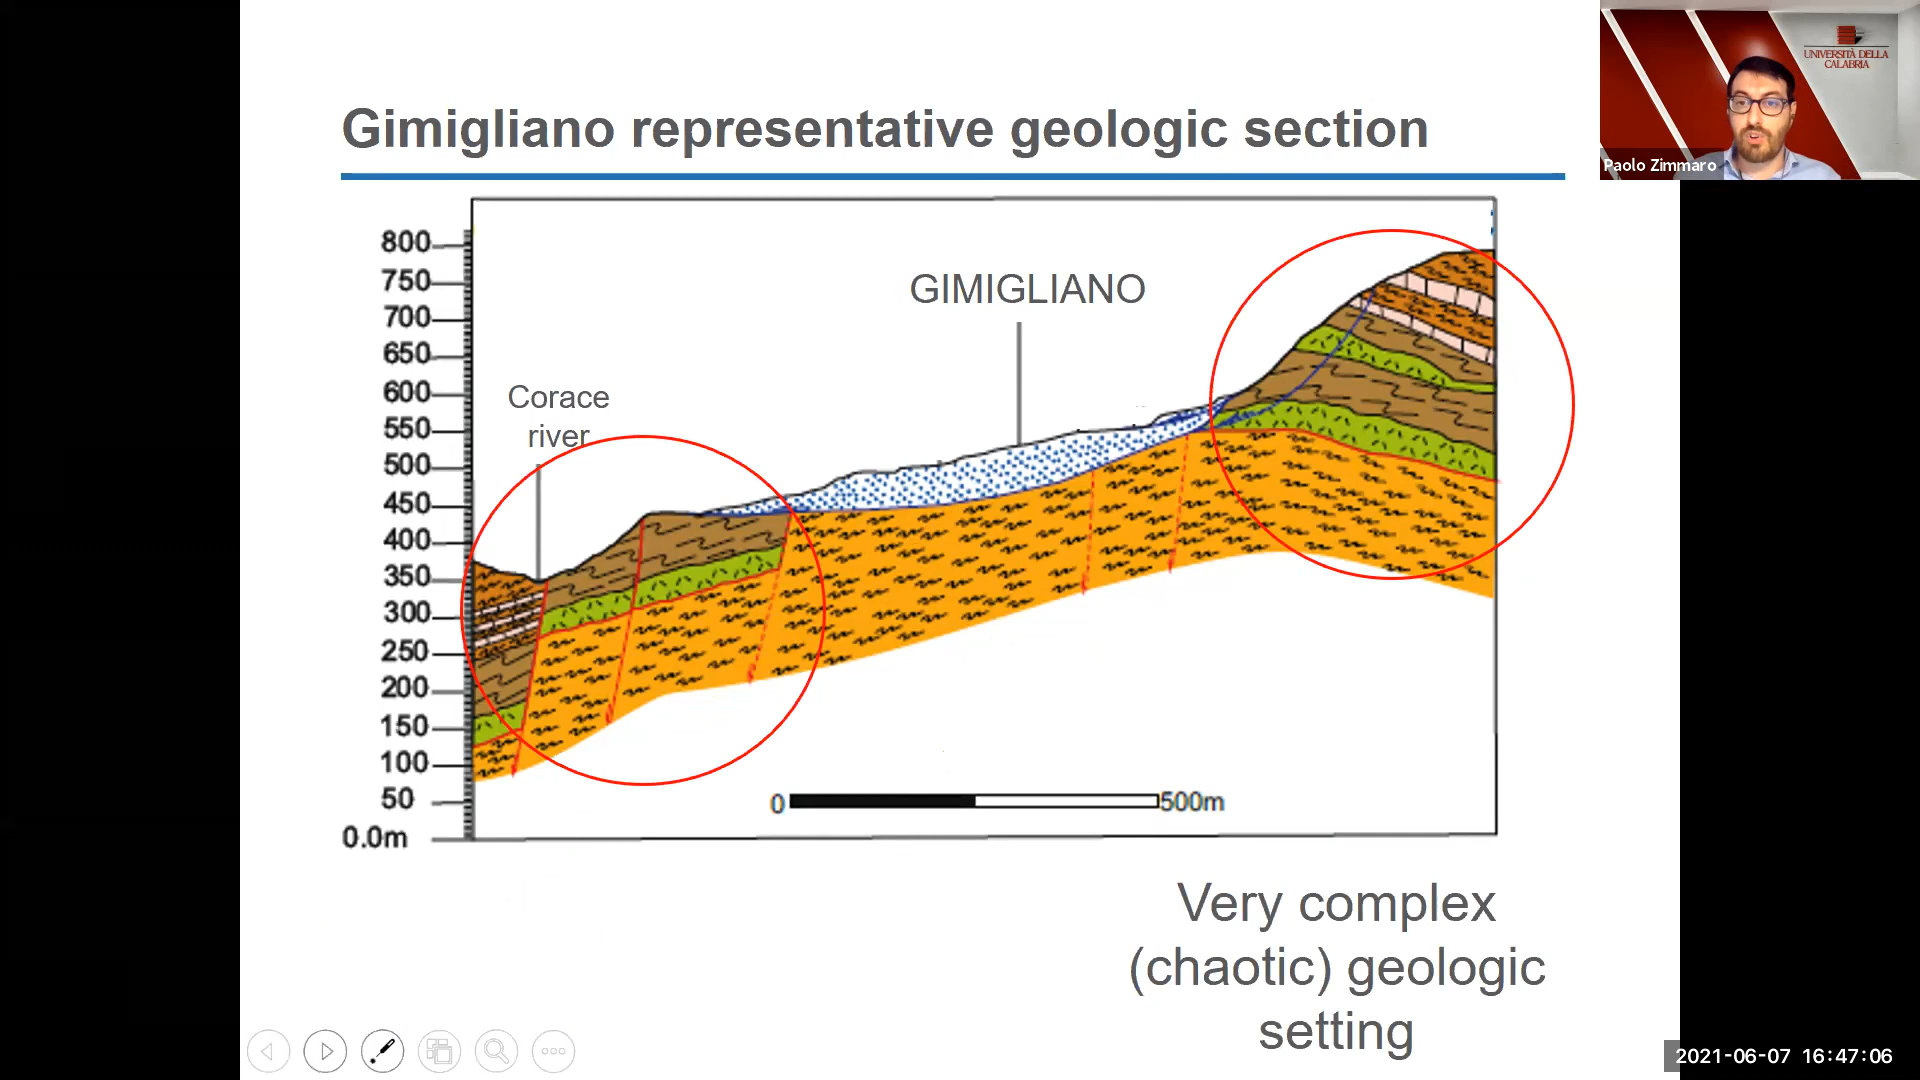 Gimigliano representative geologic section
UNIVERSITÀ DELLA
CALABRIA
Paolo Zimmaro
800
750
700
650
600
550
500
450
400
350
300
250
200
150
100
50
0.0m
GIMIGLIANO
Corace
river
0
500m
Very complex
(chaotic) geologic
setting
2021-06-07 16:47:06